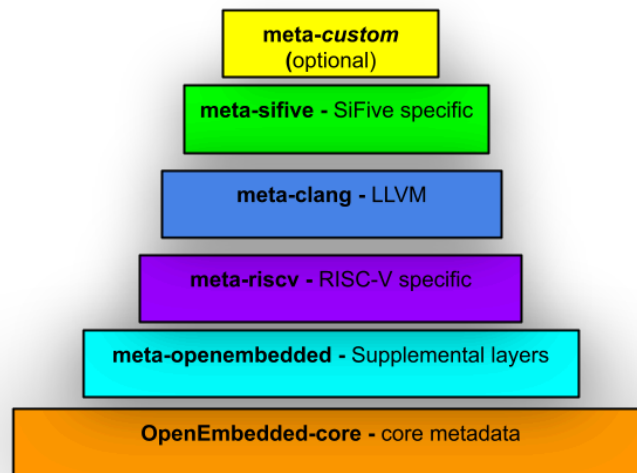 meta-custom
(optional)
meta-sifive - SiFive specific
meta-clang - LLVM
meta-riscv - RISC-V specific
meta-openembedded - Supplemental layers
OpenEmbedded-core - core metadata